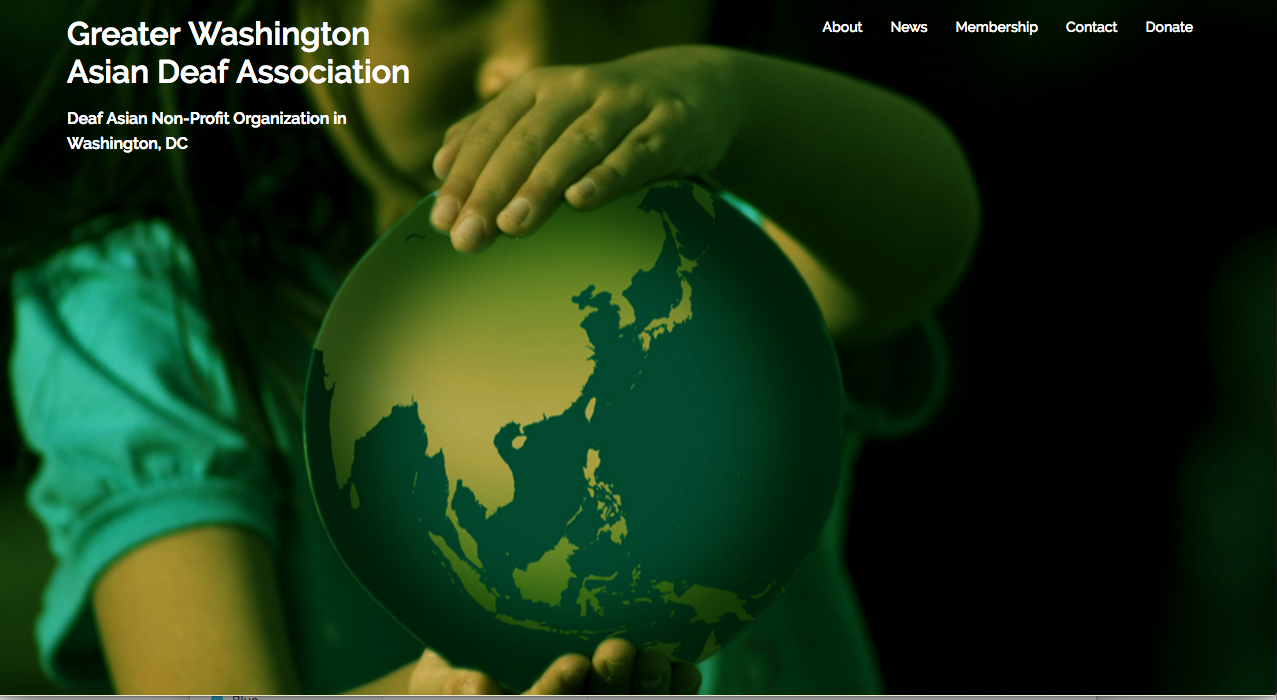 Greater Washington
Asian Deaf Association
About News Membership Contact Donate
Deaf Asian Non-Profit Organization in
Washington, DC